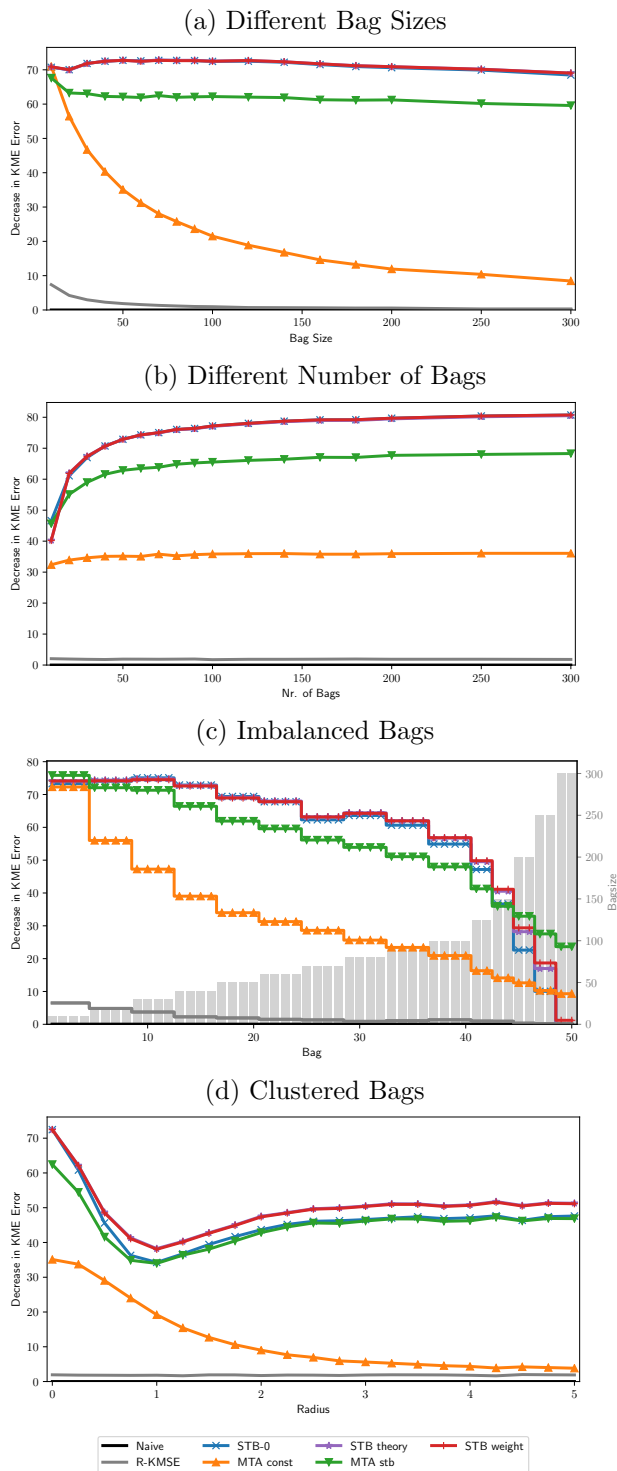 (a) Different Bag Sizes
70
60
50
40
30
20
10
0
Decrease in KME Error
50 100 150 200 250 300
Bag Size
(b) Different Number of Bags
80
70
60
50
40
30
20
10
0
Decrease in KME Error
50 100 150 200 250 300
Nr. of Bags
(c) Imbalanced Bags
80
70
60
50
40
30
20
10
0
Decrease in KME Error
300
250
200
150
100
50
0
Bagsize
10 20 30 40 50
Bag
(d) Clustered Bags
70
60
50
40
30
20
10
0
Decrease in KME Error
0 1 2 3 4 5
Radius
Naive STB-0 STB theory STB weight
R-KMSE MTA const MTA stb